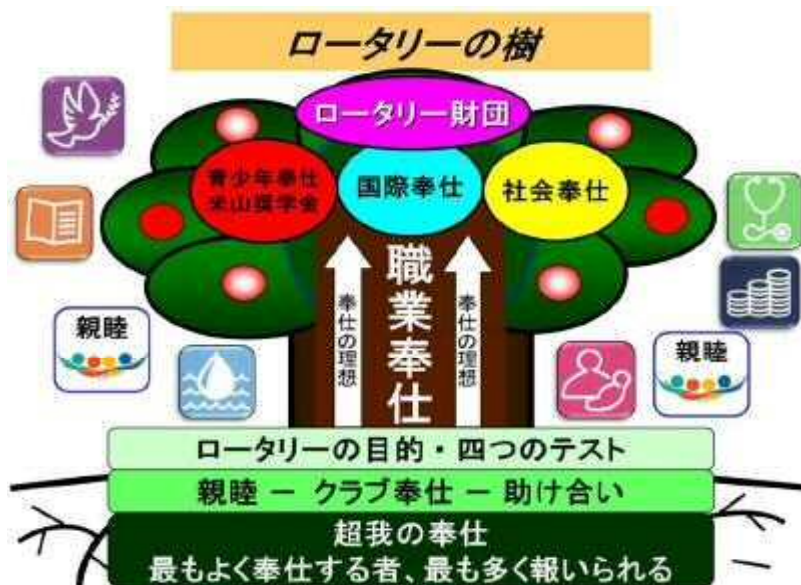 ロータリーの樹
ロータリー財団
青少年奉仕
米山奨学金
国際奉仕
社会奉仕
職業奉仕
奉仕の理想
奉仕の理想
親睦
親睦
ロータリーの目的・四つのテスト
親睦 ー クラブ奉仕 ー 助け合い
超我の奉仕
最もよく奉仕する者、最も多く報いられる